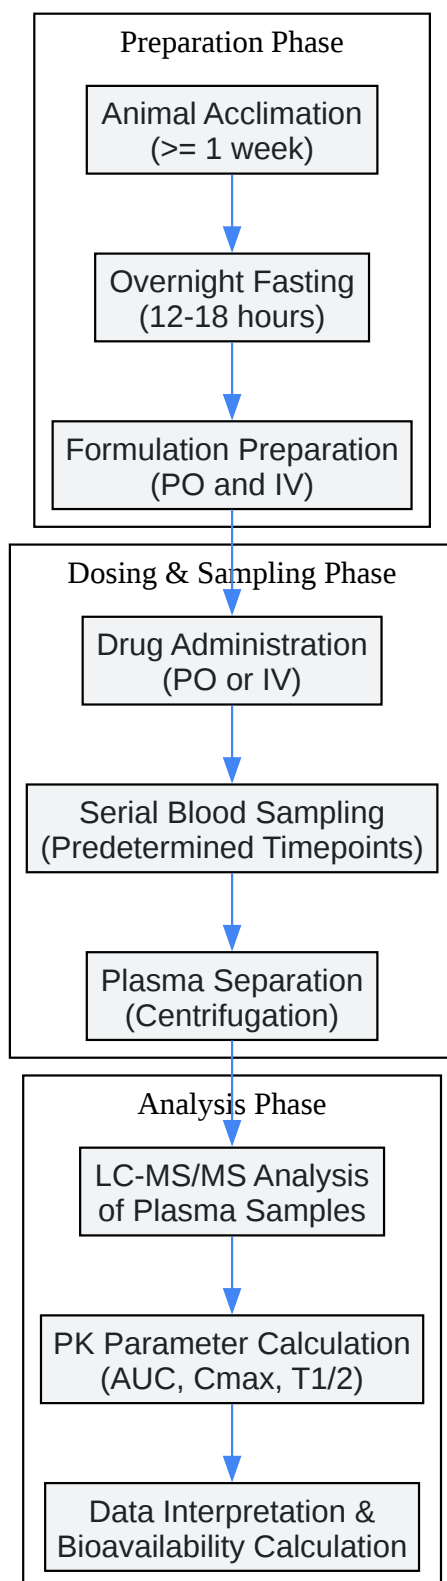 Preparation Phase
Animal Acclimation
(>= 1 week)
Overnight Fasting
(12-18 hours)
Formulation Preparation
(PO and IV)
Dosing & Sampling Phase
Drug Administration
(PO or IV)
Serial Blood Sampling
(Predetermined Timepoints)
Plasma Separation
(Centrifugation)
Analysis Phase
LC-MS/MS Analysis
of Plasma Samples
PK Parameter Calculation
(AUC, Cmax, T1/2)
Data Interpretation &
Bioavailability Calculation